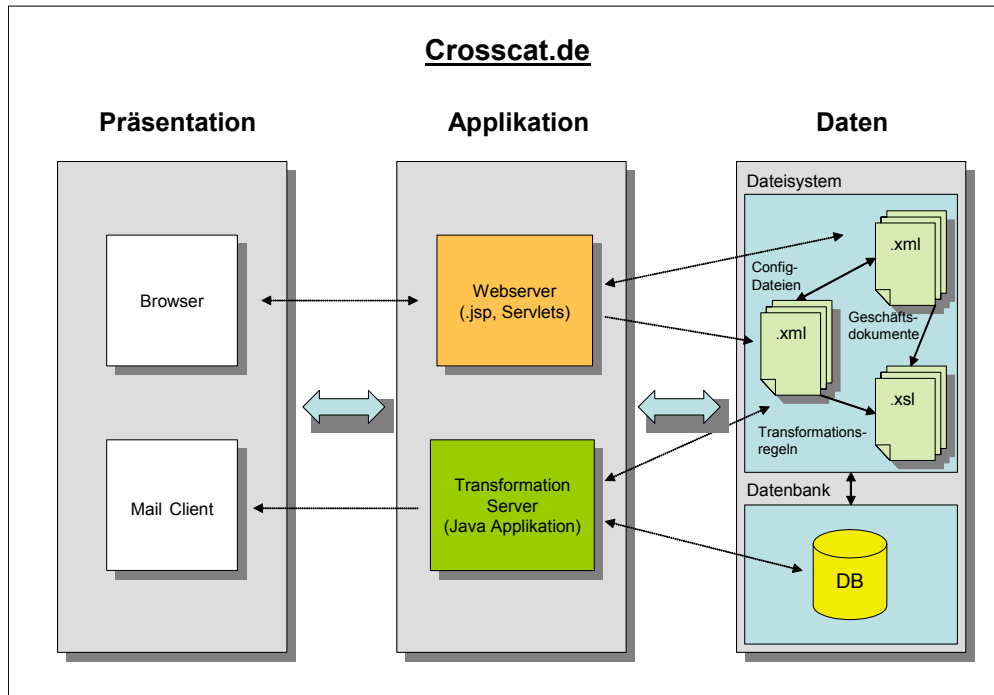 Crosscat.de
Präsentation
Applikation
Daten
Browser
Mail Client
Webserver
(.jsp, Servlets)
Transformation
Server
(Java Applikation)
Dateisystem
.xml
Config-
Dateien
Geschäfts-
dokumente
.xml
.xsl
Transformations-
regeln
Datenbank
DB